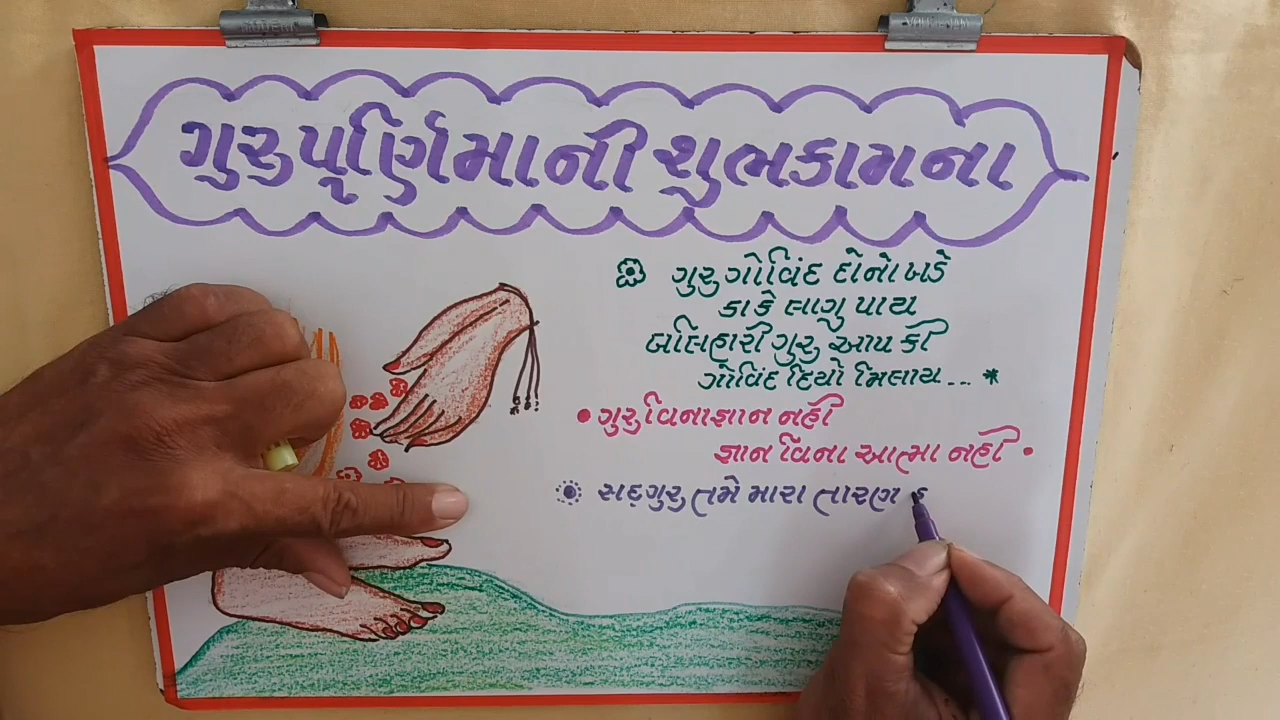 ગુરુપૂર્ણિમાની શુભકામના
ગુરુ ગોવિંદ દોનો ખડે
કાકે લાગુ પાય
બલિહારી ગુરુ આપ કી
ગોવિંદ દિયો મિલાય... *
• ગુરુ વિના જ્ઞાન નહી
જ્ઞાન વિના આત્મા નહી •
સદ્ગુરુ તમે મારા તારણ